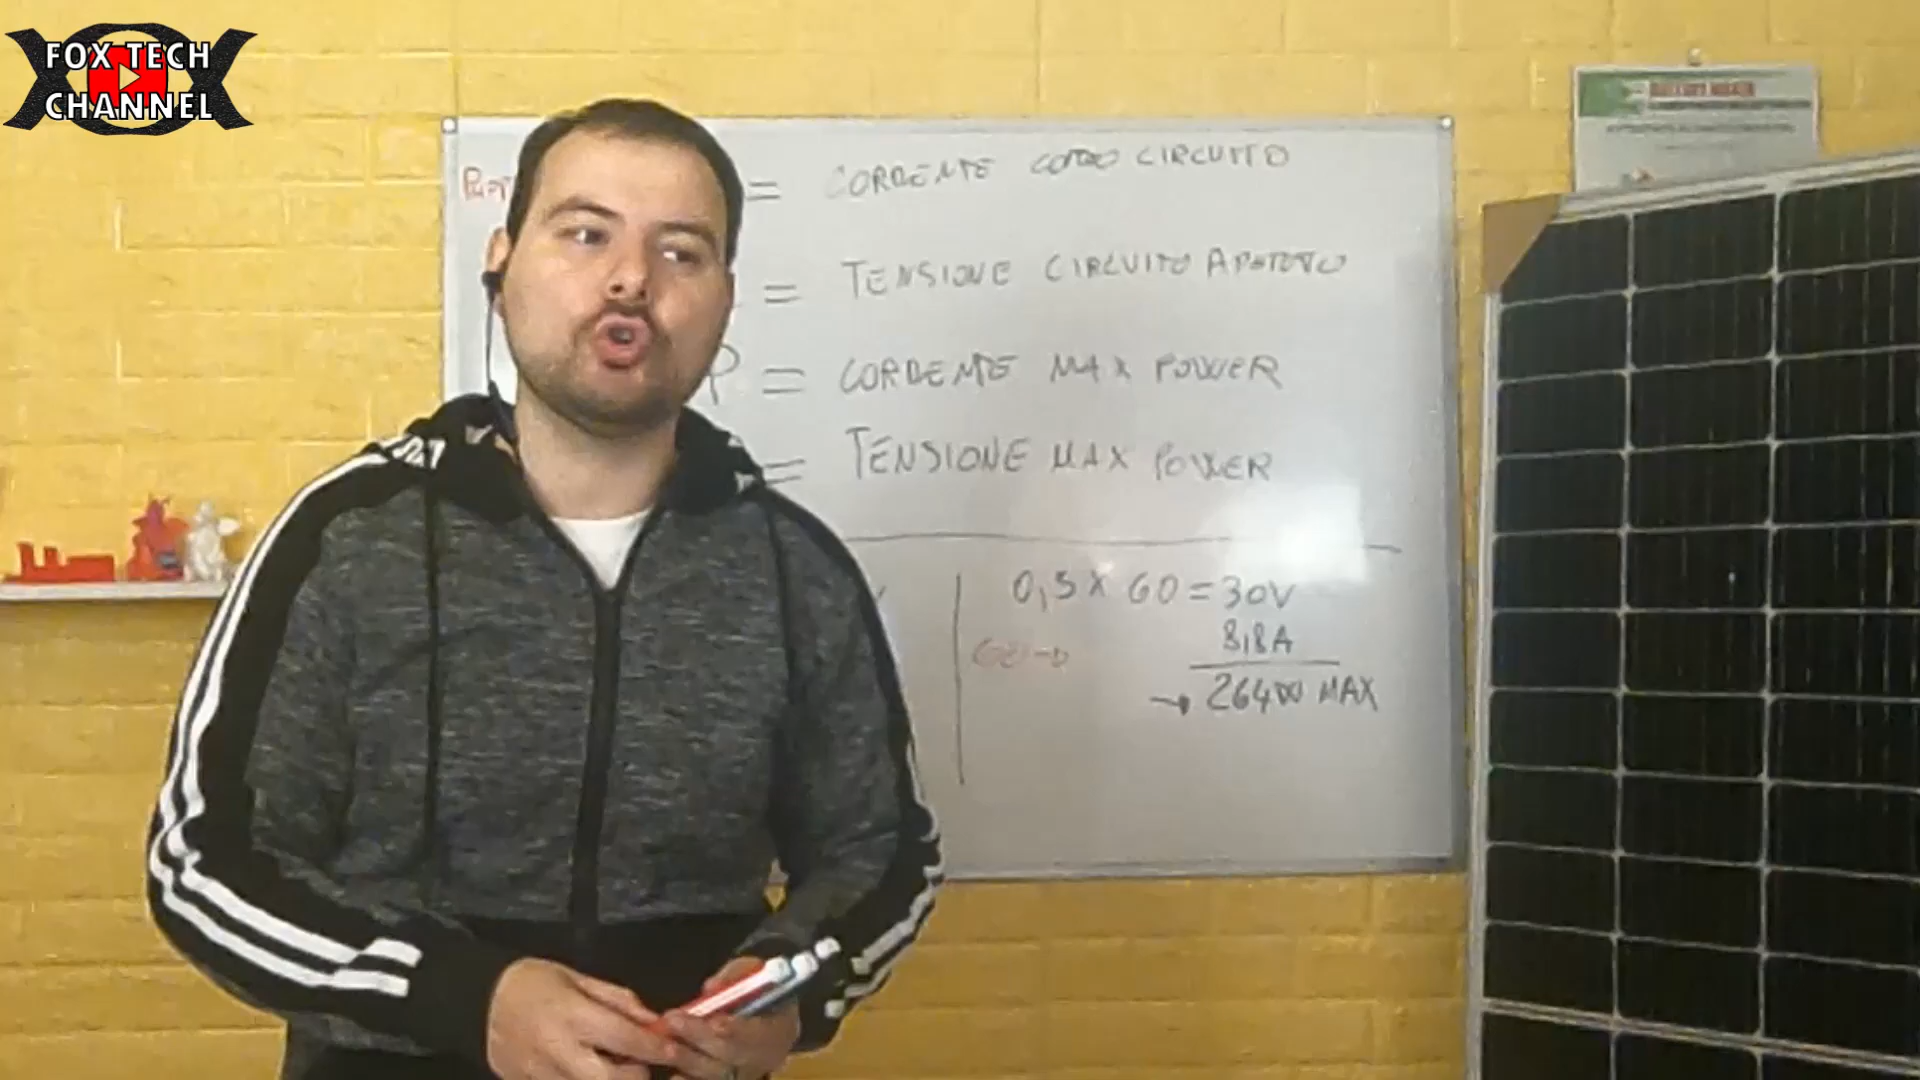 FOX TECH
CHANNEL
= CORRENTE CORTO CIRCUITO
= TENSIONE CIRCUITO APERTO
P = CORRENTE MAX POWER
= TENSIONE MAX POWER
0,5 X 60 = 30V
8,8A
→ 264W MAX